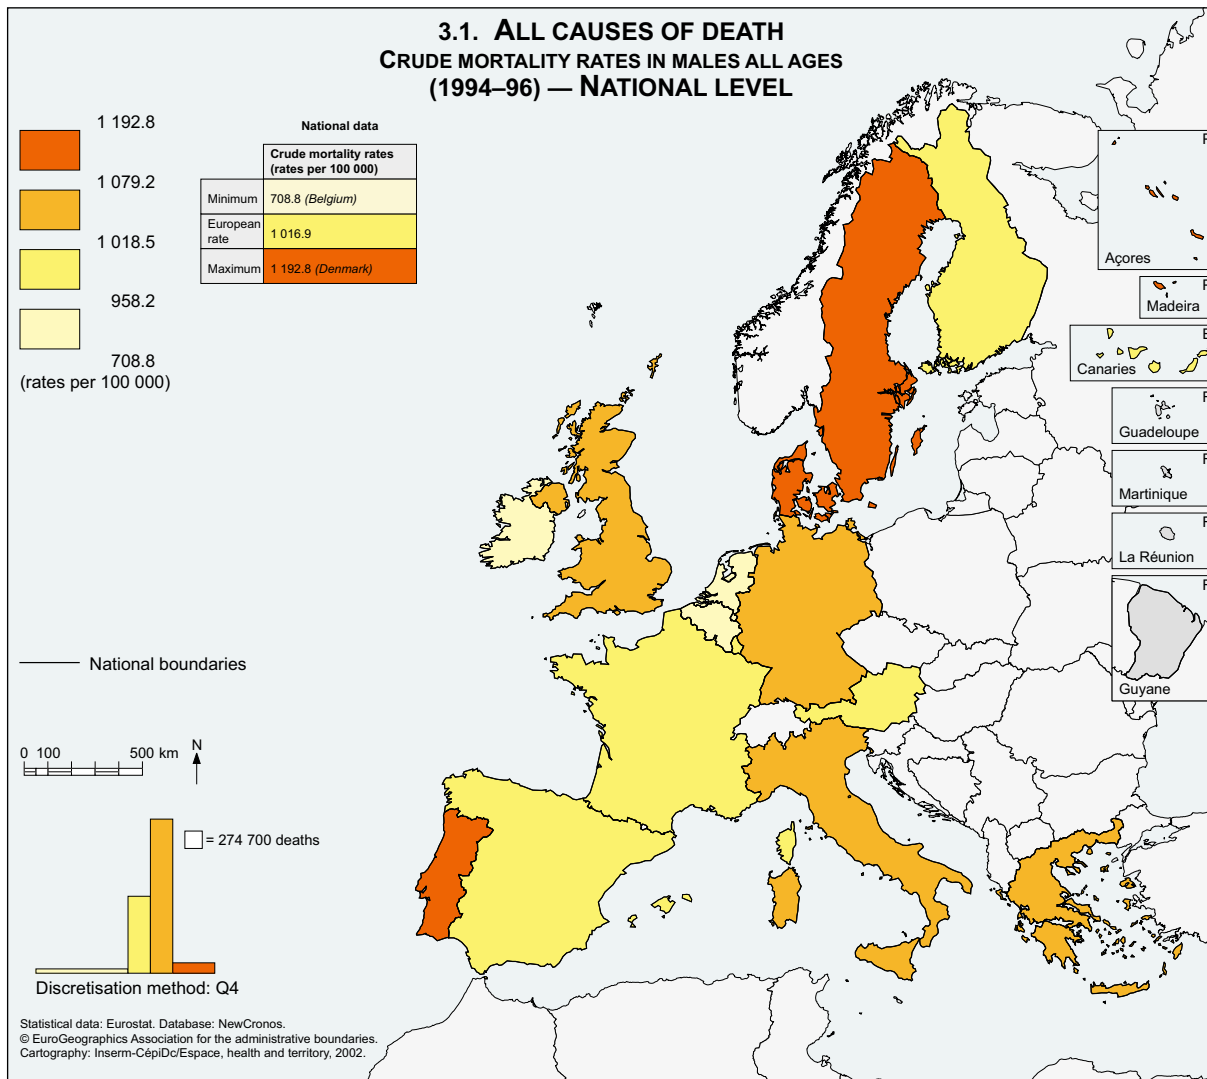 3.1. ALL CAUSES OF DEATH
CRUDE MORTALITY RATES IN MALES ALL AGES
(1994–96) — NATIONAL LEVEL
1 192.8
1 079.2
1 018.5
958.2
708.8
(rates per 100 000)
National data
Crude mortality rates
(rates per 100 000)
Minimum 708.8 (Belgium)
European
rate 1 016.9
Maximum 1 192.8 (Denmark)
Açores
Madeira
Canaries
Guadeloupe
Martinique
La Réunion
Guyane
National boundaries
0 100 500 km N
= 274 700 deaths
Discretisation method: Q4
Statistical data: Eurostat. Database: NewCronos.
© EuroGeographics Association for the administrative boundaries.
Cartography: Inserm-CépiDc/Espace, health and territory, 2002.